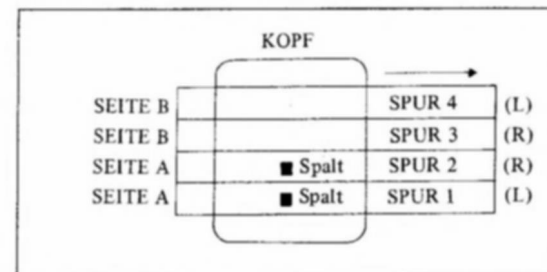 KOPF
SEITE B SPUR 4 (L)
SEITE B SPUR 3 (R)
SEITE A Spalt SPUR 2 (R)
SEITE A Spalt SPUR 1 (L)